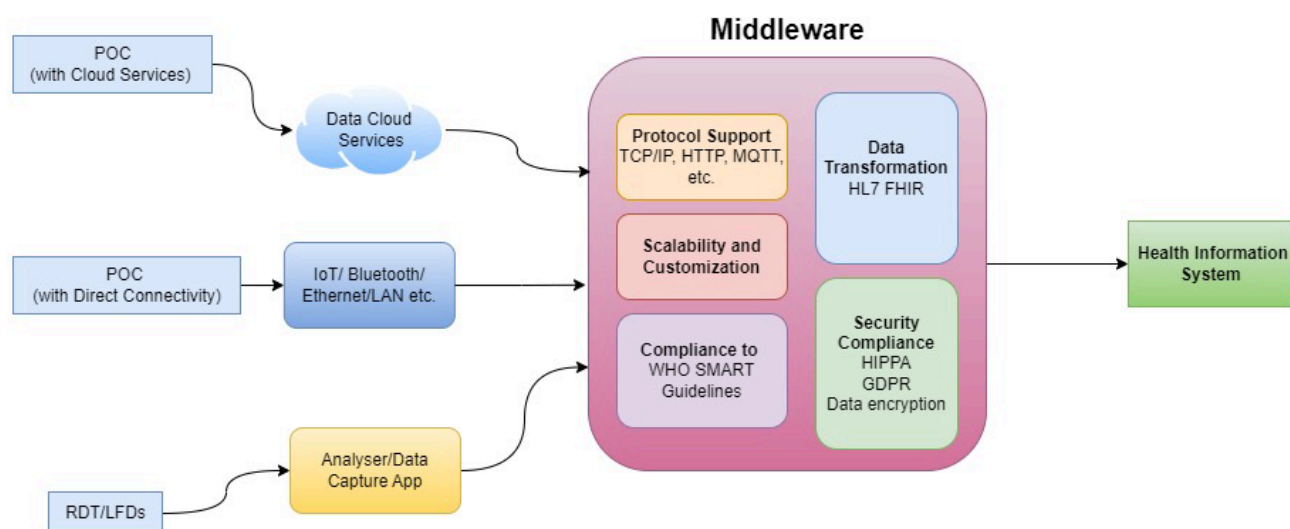 Middleware
POC
(with Cloud Services)
Data Cloud
Services
POC
(with Direct Connectivity)
IoT/ Bluetooth/
Ethernet/LAN etc.
RDT/LFDs
Analyser/Data
Capture App
Protocol Support
TCP/IP, HTTP, MQTT,
etc.
Scalability and
Customization
Compliance to
WHO SMART
Guidelines
Data
Transformation
HL7 FHIR
Security
Compliance
HIPPA
GDPR
Data encryption
Health Information
System